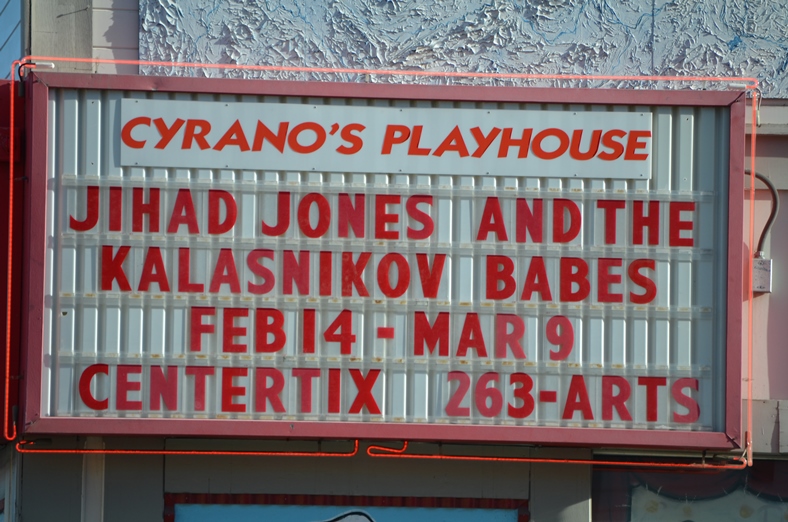 CYRANO'S PLAYHOUSE
JIHAD JONES AND THE
KALASNIKOV BABES
FEB 14 - MAR 9
CENTERTIX 263-ARTS